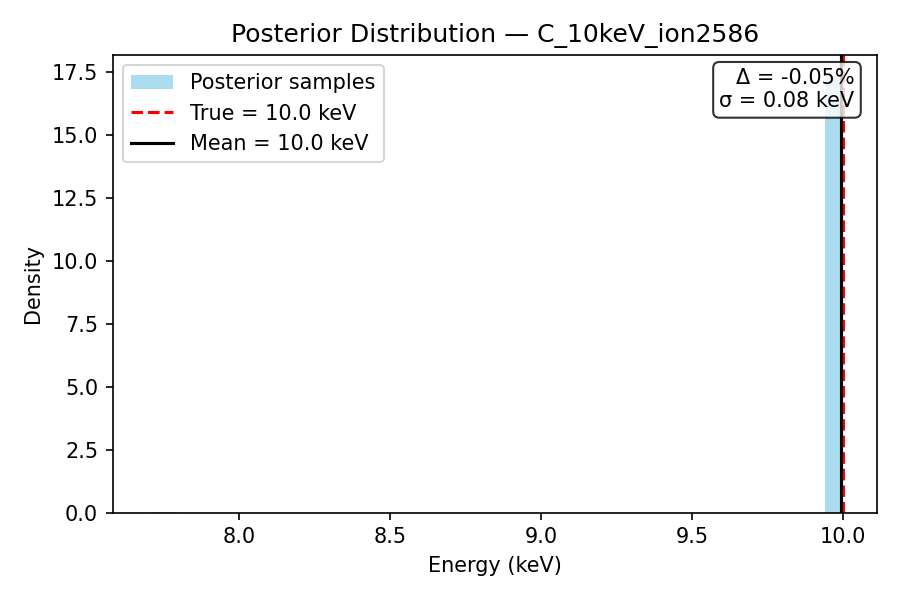 Posterior Distribution — C_10keV_ion2586
Posterior samples
True = 10.0 keV
Mean = 10.0 keV
Δ = -0.05%
σ = 0.08 keV
17.5
15.0
12.5
10.0
7.5
5.0
2.5
0.0
Density
8.0 8.5 9.0 9.5 10.0
Energy (keV)